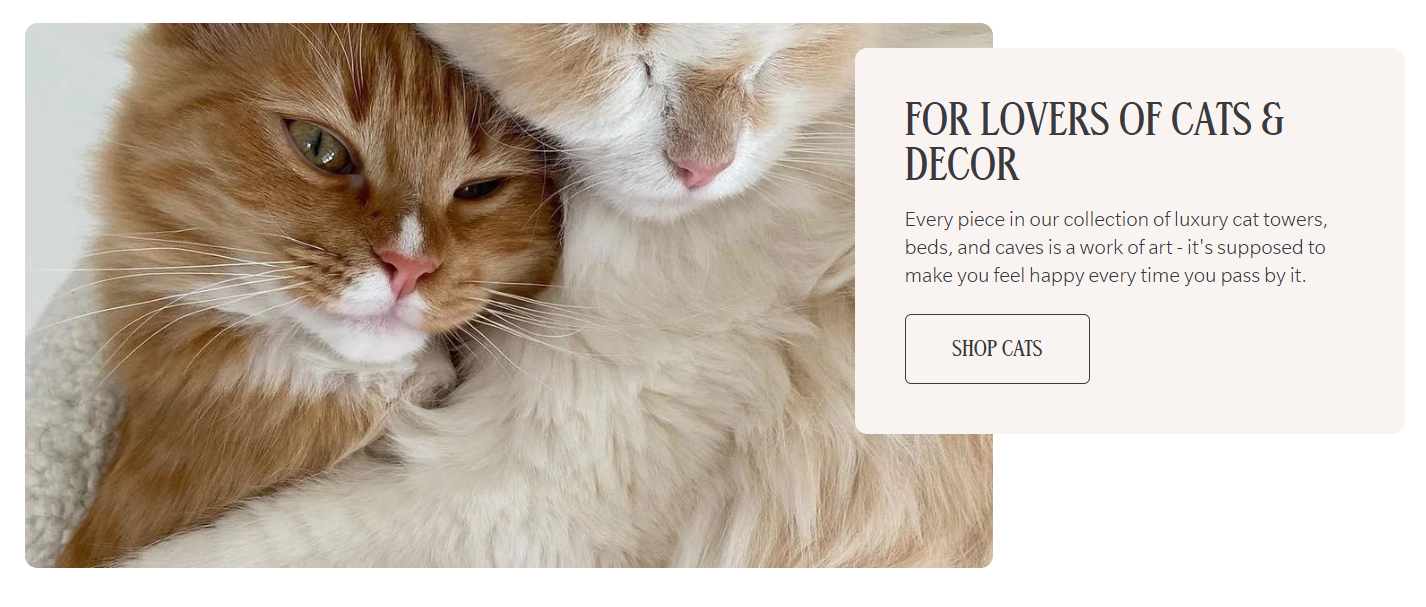 FOR LOVERS OF CATS &
DECOR
Every piece in our collection of luxury cat towers,
beds, and caves is a work of art - it's supposed to
make you feel happy every time you pass by it.
SHOP CATS